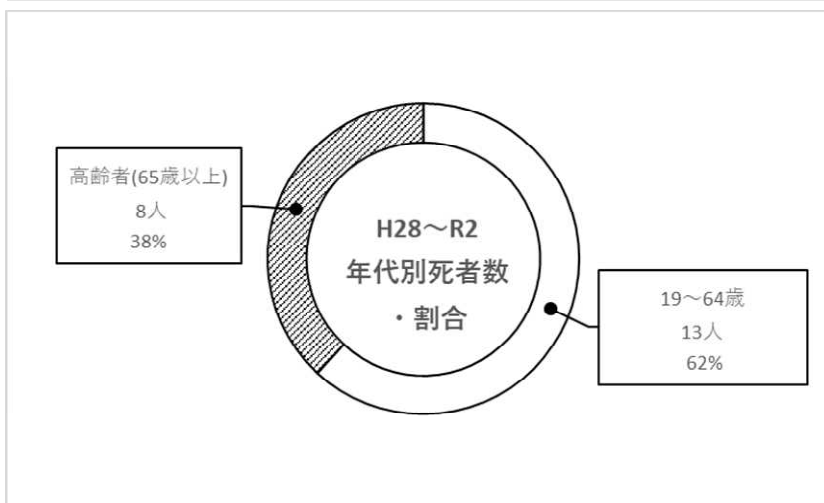 高齢者(65歳以上)
8人
38%
H28～R2
年代別死者数
・割合
19～64歳
13人
62%